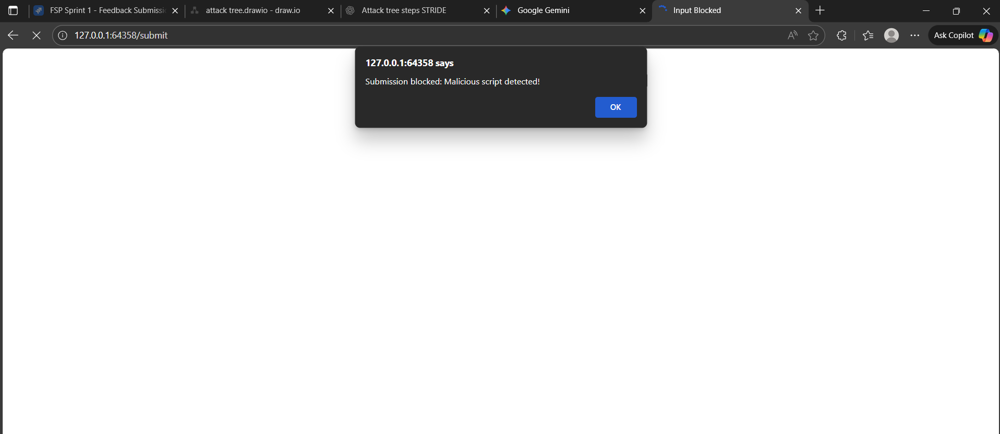 FSP Sprint 1 - Feedback Submissi
attack tree.drawio - draw.io
Attack tree steps STRIDE
Google Gemini
Input Blocked
127.0.0.1:64358/submit
Ask Copilot
127.0.0.1:64358 says
Submission blocked: Malicious script detected!
OK